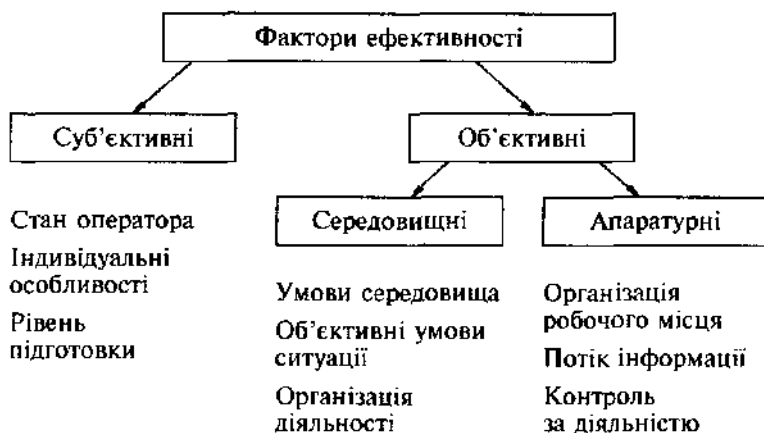 Фактори ефективності
Суб’єктивні
Об’єктивні
Стан оператора
Індивідуальні
особливості
Рівень
підготовки
Середовищні
Апаратурні
Умови середовища
Об’єктивні умови
ситуації
Організація
діяльності
Організація
робочого місця
Потік інформації
Контроль
за діяльністю